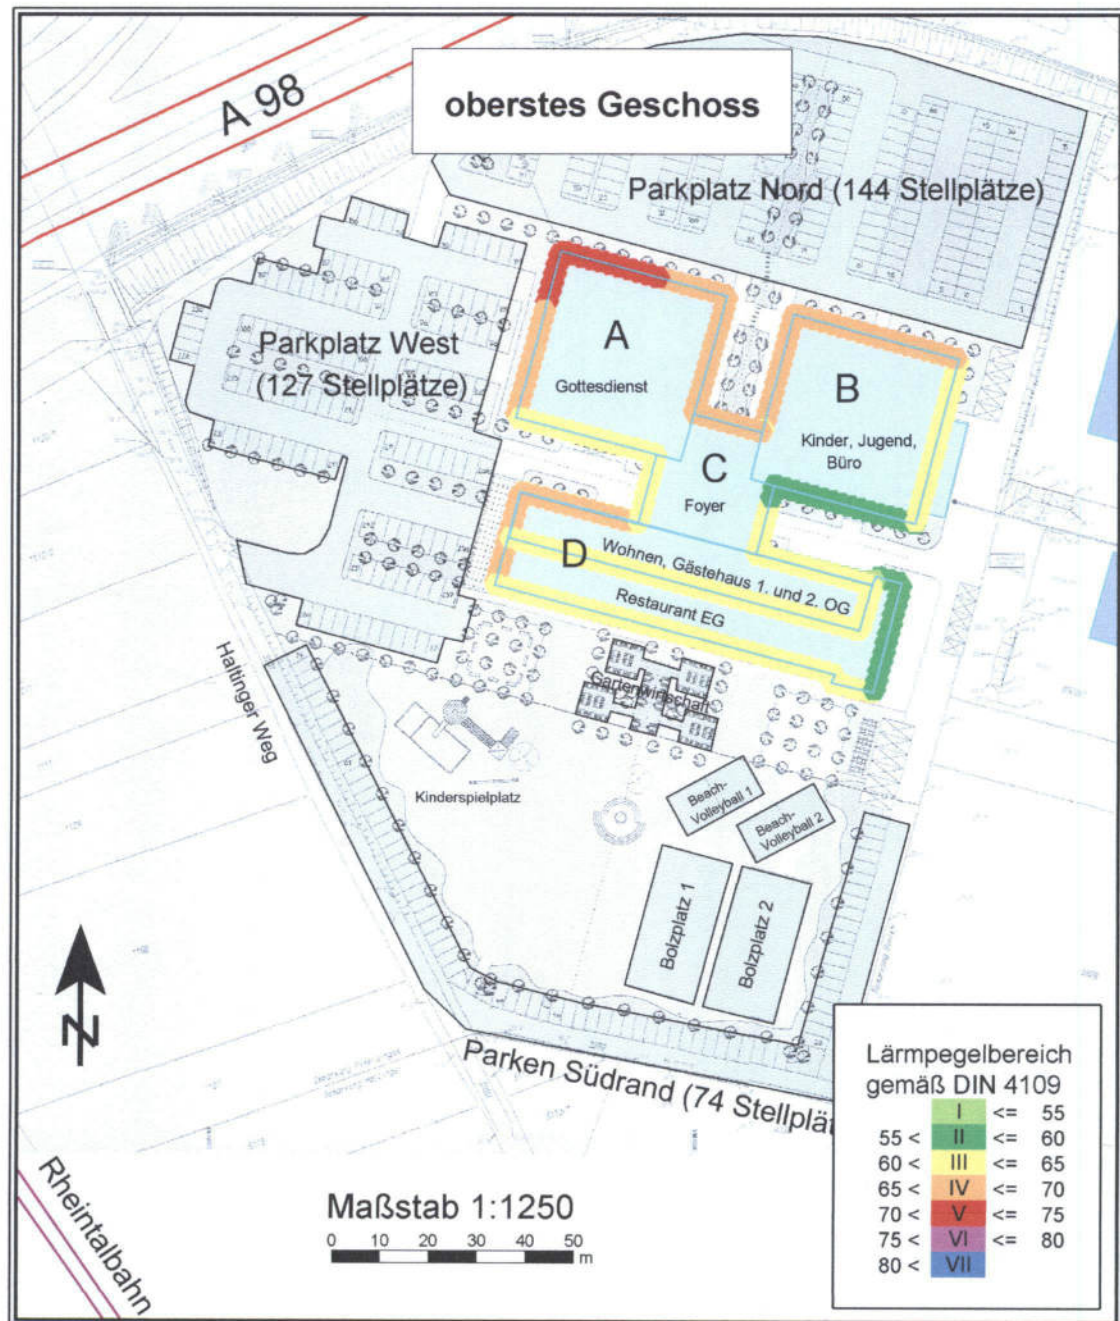 oberstes Geschoss
A 98
Parkplatz Nord (144 Stellplätze)
Parkplatz West
(127 Stellplätze)
A
Gottesdienst
B
Kinder, Jugend,
Büro
C
Foyer
D
Wohnen, Gästehaus 1. und 2. OG
Restaurant EG
Gartenwirtschaft
Haltinger Weg
Kinderspielplatz
Beach-
Volleyball 1
Beach-
Volleyball 2
Bolzplatz 1
Bolzplatz 2
N
Parken Südrand (74 Stellplät
Rheintalbahn
Maßstab 1:1250
0 10 20 30 40 50
m
Lärmpegelbereich
gemäß DIN 4109
I <= 55
55 < II <= 60
60 < III <= 65
65 < IV <= 70
70 < V <= 75
75 < VI <= 80
80 < VII